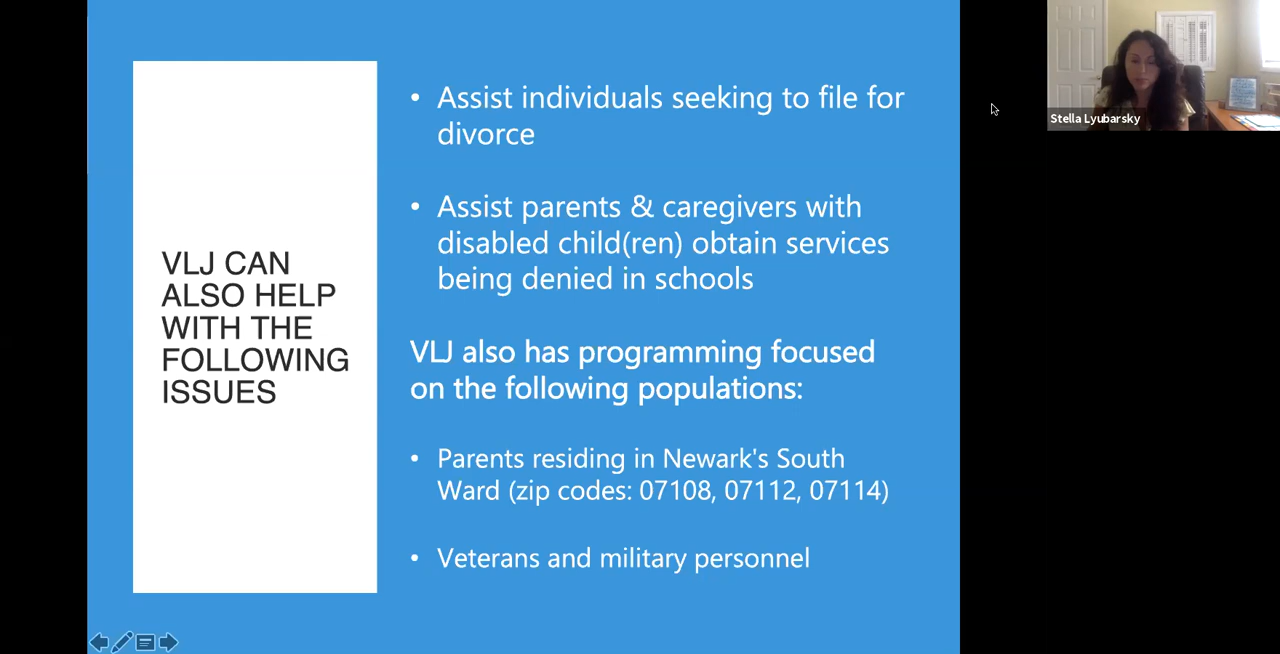 VLJ CAN
ALSO HELP
WITH THE
FOLLOWING
ISSUES
• Assist individuals seeking to file for
divorce
• Assist parents & caregivers with
disabled child(ren) obtain services
being denied in schools
VLJ also has programming focused
on the following populations:
• Parents residing in Newark's South
Ward (zip codes: 07108, 07112, 07114)
• Veterans and military personnel
Stella Lyubarsky